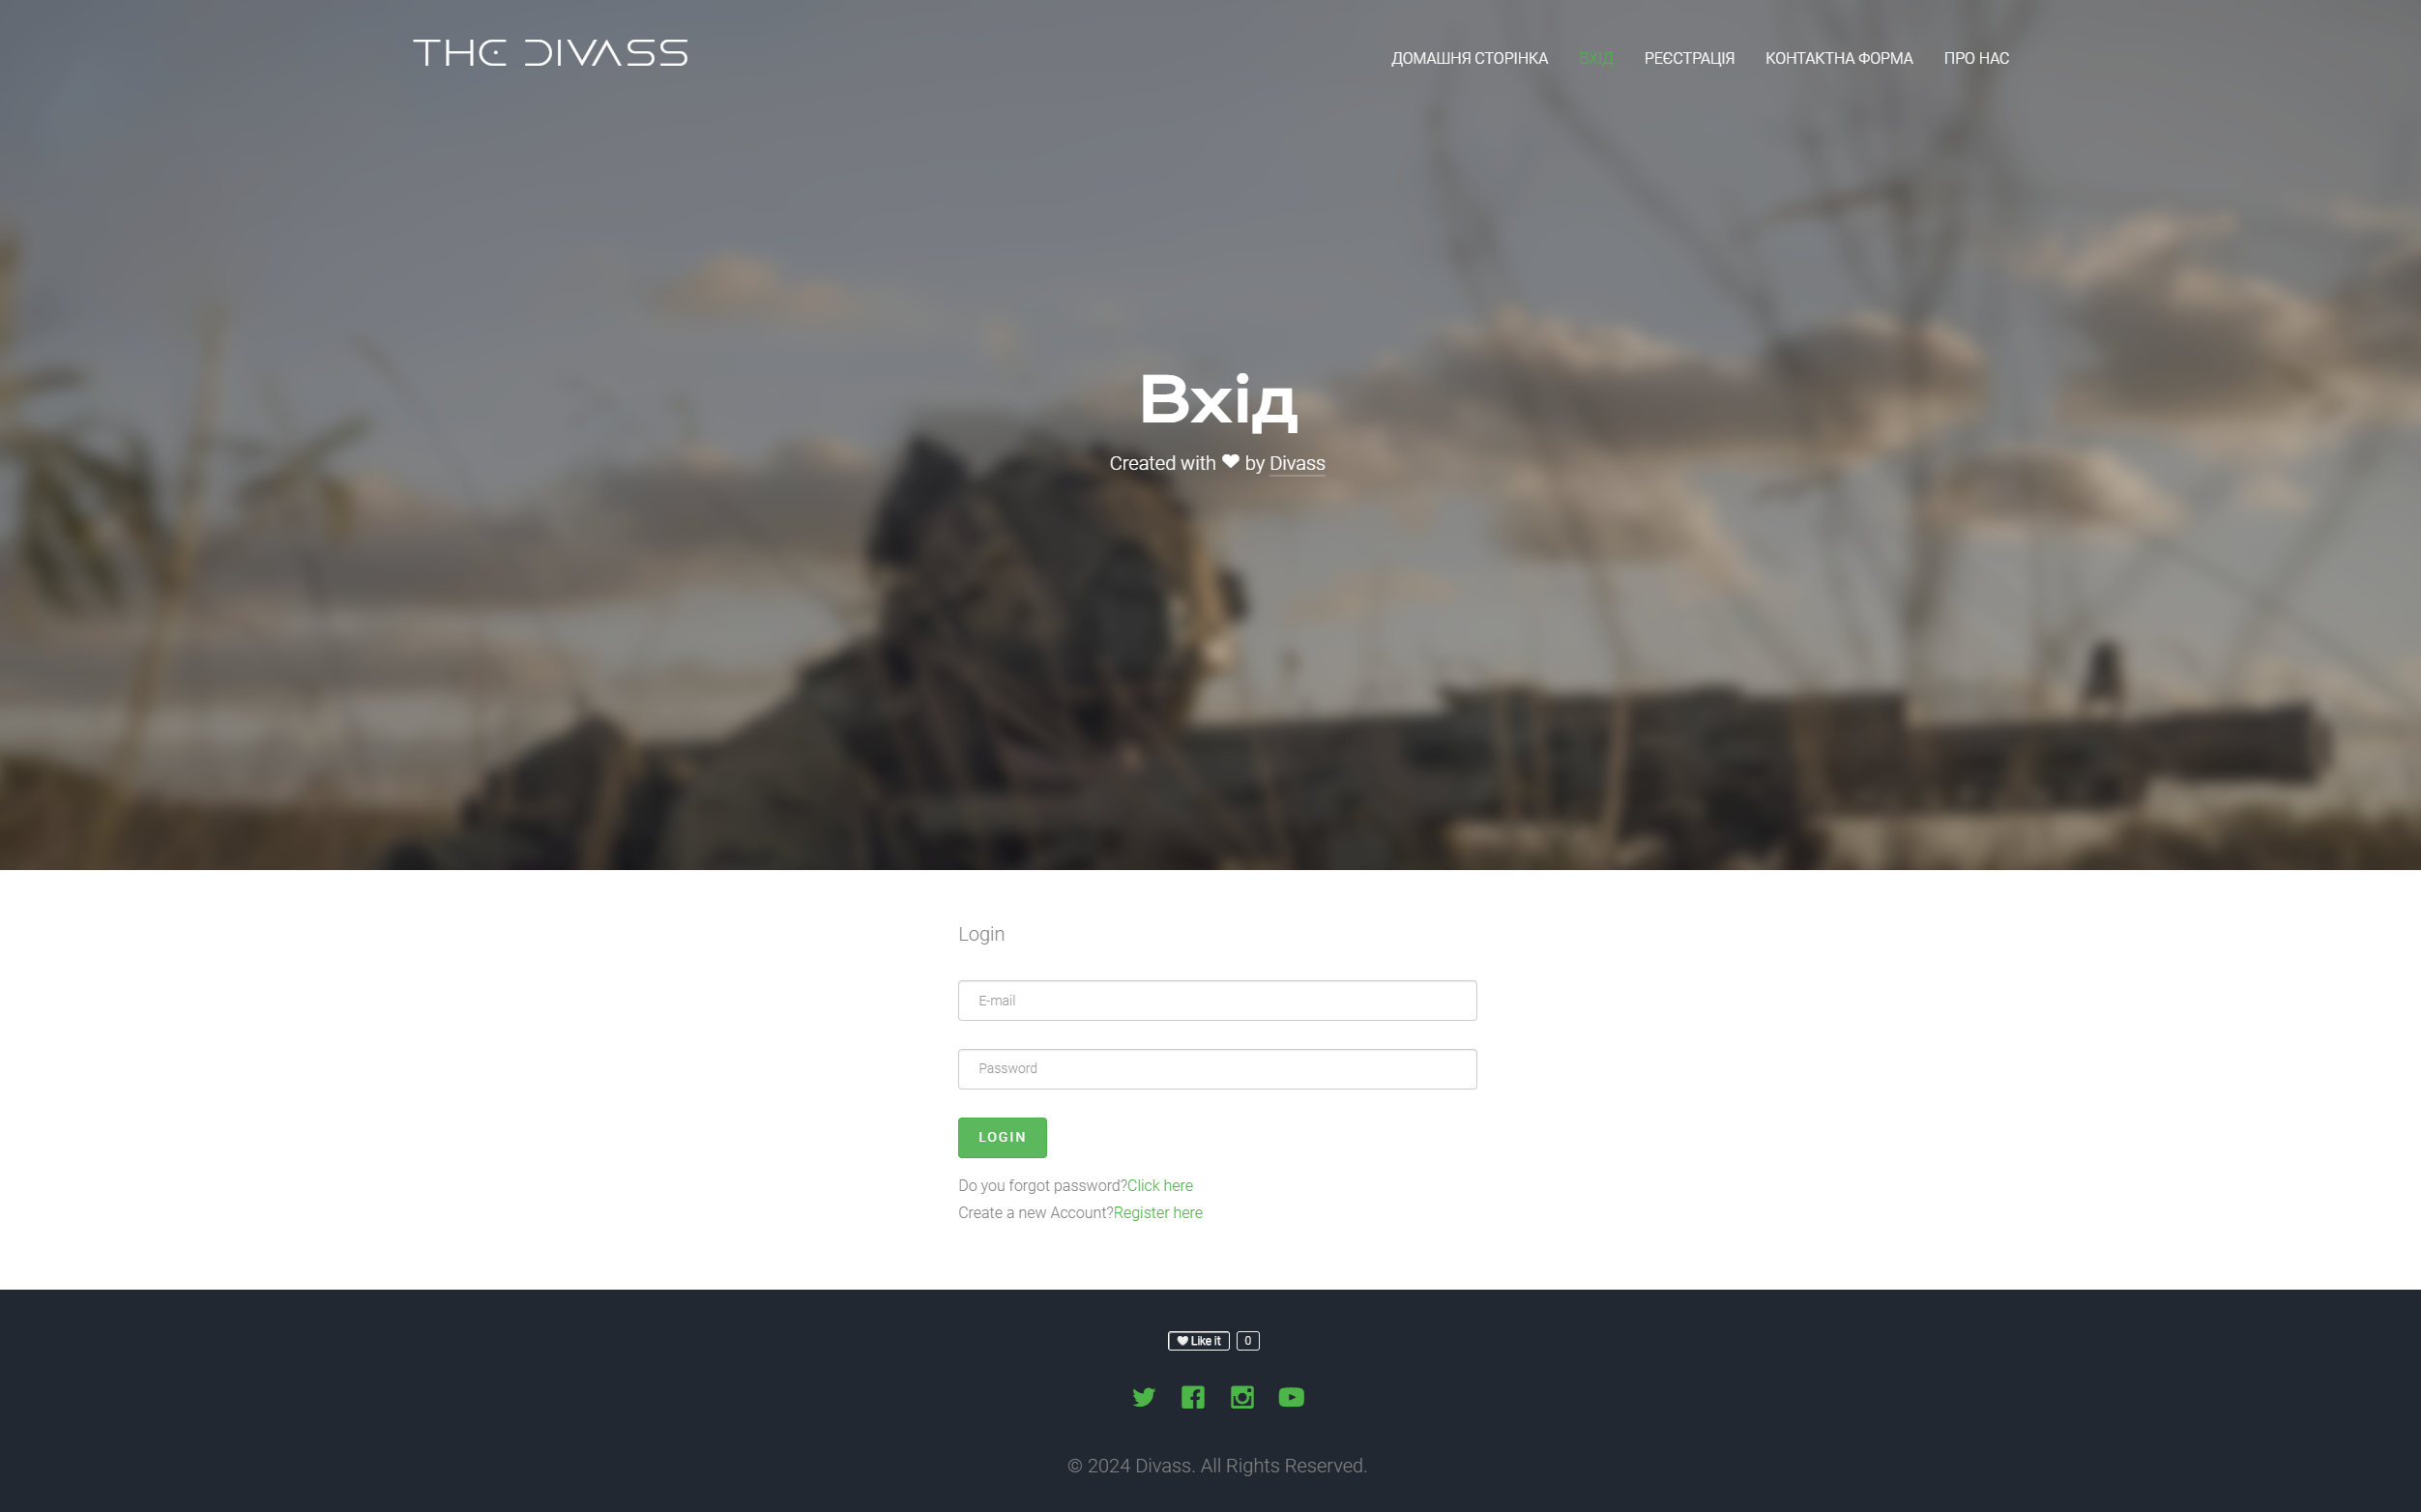 THE DIVASS
ДОМАШНЯ СТОРІНКА ВХІД РЕЄСТРАЦІЯ КОНТАКТНА ФОРМА ПРО НАС
Вхід
Created with ❤ by Divass
Login
E-mail
Password
LOGIN
Do you forgot password?Click here
Create a new Account?Register here
❤ Like it 0
© 2024 Divass. All Rights Reserved.